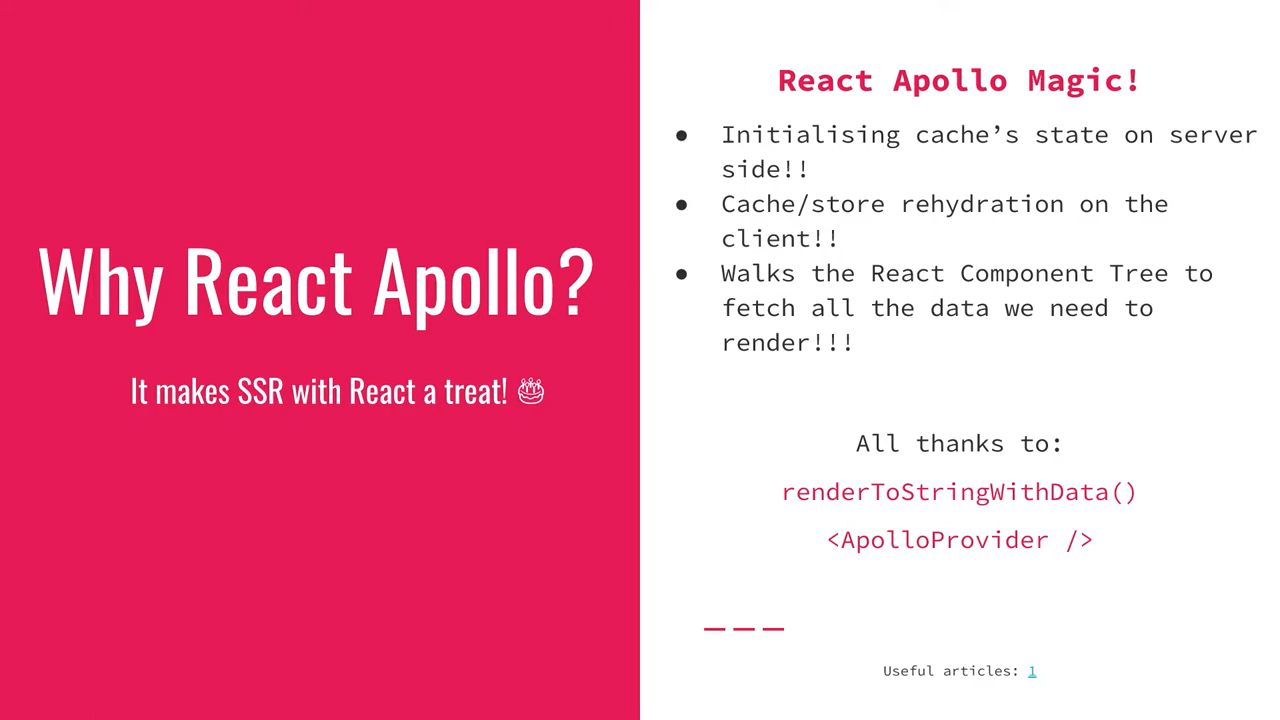 Why React Apollo?
It makes SSR with React a treat! 🎂
React Apollo Magic!
● Initialising cache’s state on server
side!!
● Cache/store rehydration on the
client!!
● Walks the React Component Tree to
fetch all the data we need to
render!!!
All thanks to:
renderToStringWithData()
<ApolloProvider />
Useful articles: 1